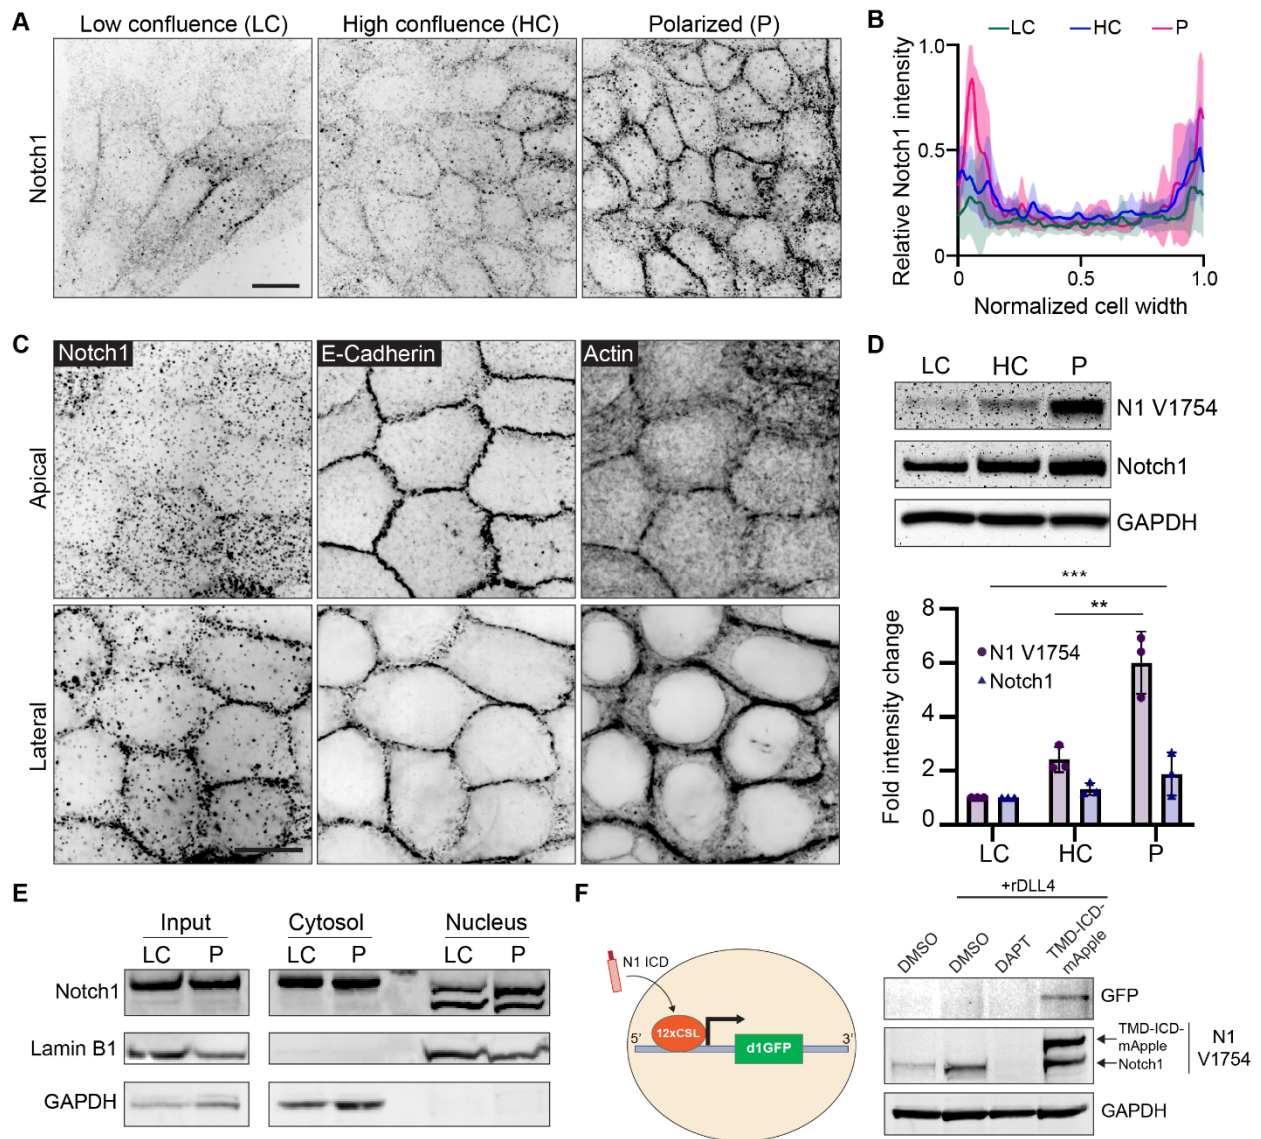 A
Low confluence (LC)
High confluence (HC)
Polarized (P)
Notch1
B
LC
HC
P
Relative Notch1 intensity
1.0
0.5
0
0
0.5
1.0
Normalized cell width
C
Notch1
E-Cadherin
Actin
Apical
Lateral
D
LC
HC
P
N1 V1754
Notch1
GAPDH
***
**
Fold intensity change
8
6
4
2
0
N1 V1754
Notch1
LC
HC
P
E
Input
Cytosol
Nucleus
LC
P
LC
P
LC
P
Notch1
Lamin B1
GAPDH
F
N1 ICD
5'
12xCSL
d1GFP
3'
+rDLL4
DMSO
DMSO
DAPT
TMD-ICD-
mApple
GFP
TMD-ICD-
mApple
Notch1
N1
V1754
GAPDH